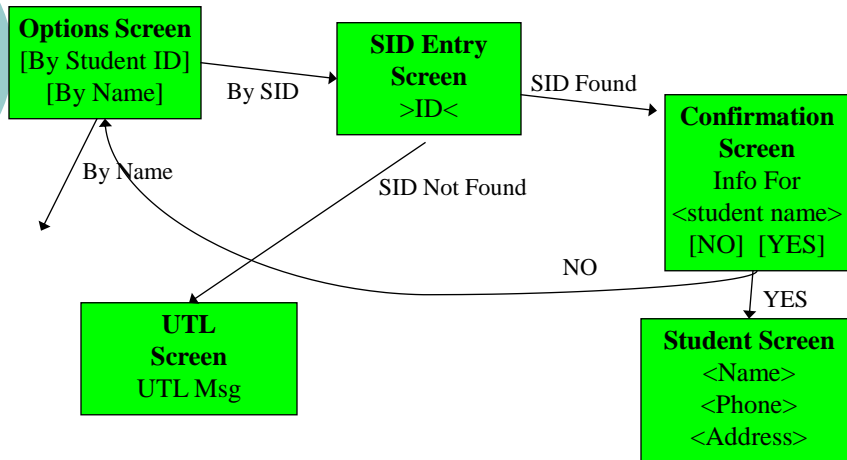 Options Screen
[By Student ID]
[By Name]
By SID
SID Entry
Screen
>ID<
SID Found
Confirmation
Screen
Info For
<student name>
[NO] [YES]
By Name
SID Not Found
NO
YES
UTL
Screen
UTL Msg
Student Screen
<Name>
<Phone>
<Address>